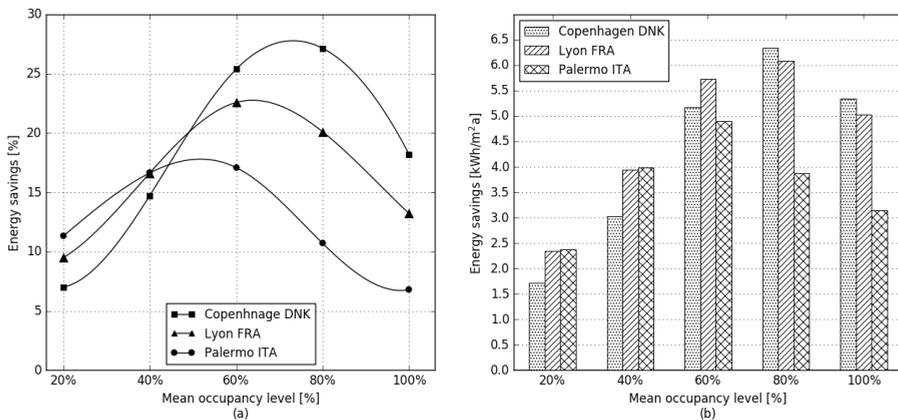 30
25
20
15
10
5
0
Energy savings [%]
Copenhnage DNK
Lyon FRA
Palermo ITA
20% 40% 60% 80% 100%
Mean occupancy level [%]
(a)
6.5
6.0
5.5
5.0
4.5
4.0
3.5
3.0
2.5
2.0
1.5
1.0
0.5
0.0
Energy savings [kWh/m² a]
Copenhagen DNK
Lyon FRA
Palermo ITA
20% 40% 60% 80% 100%
Mean occupancy level [%]
(b)